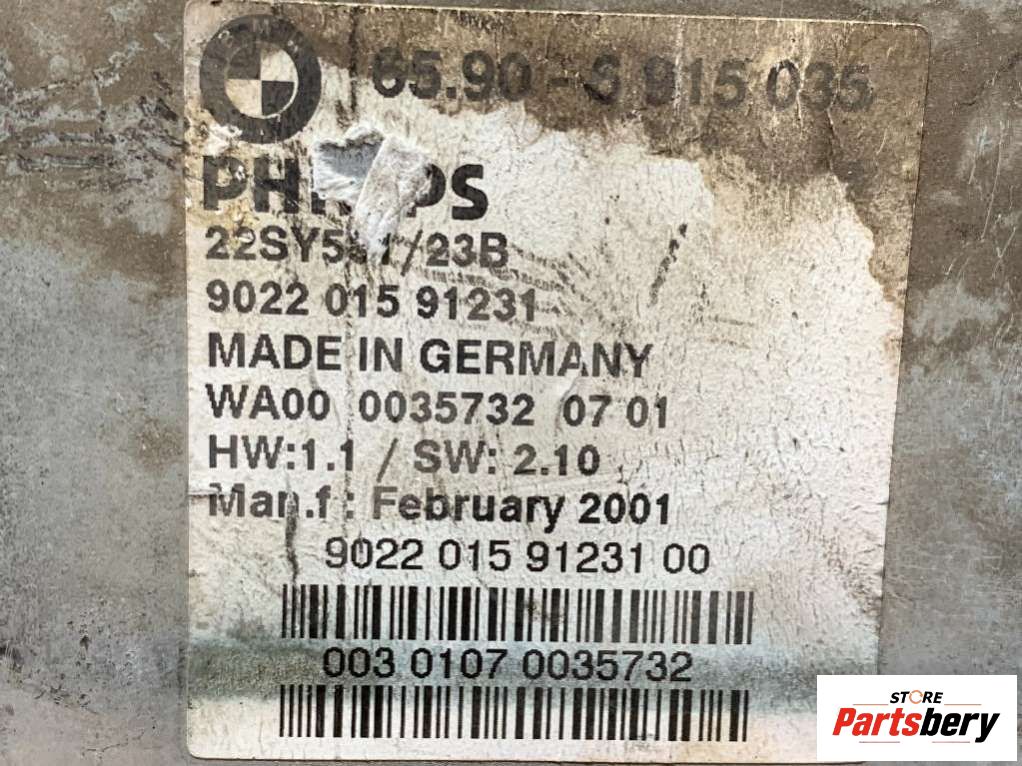 65.90-6 915 035
22SY5
/23B
9022 015 91231
MADE IN GERMANY
WA00 0035732 07 01
HW:1.1 / SW: 2.10
Man.f : February 2001
9022 015 91231 00
003 0107 0035732
STORE
Partsbery